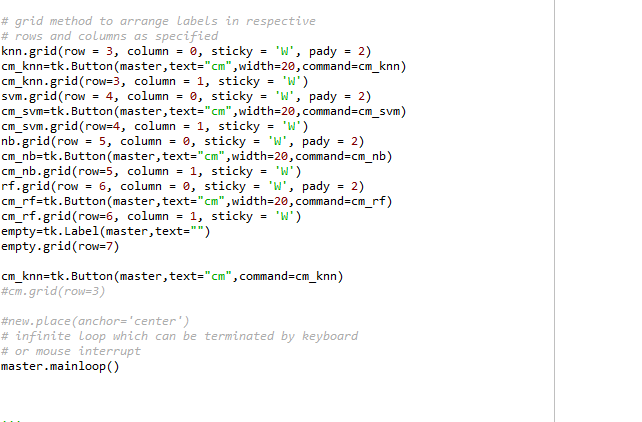 # grid method to arrange labels in respective
# rows and columns as specified
knn.grid(row = 3, column = 0, sticky = 'W', pady = 2)
cm_knn=tk.Button(master,text="cm",width=20,command=cm_knn)
cm_knn.grid(row=3, column = 1, sticky = 'W')
svm.grid(row = 4, column = 0, sticky = 'W', pady = 2)
cm_svm=tk.Button(master,text="cm",width=20,command=cm_svm)
cm_svm.grid(row=4, column = 1, sticky = 'W')
nb.grid(row = 5, column = 0, sticky = 'W', pady = 2)
cm_nb=tk.Button(master,text="cm",width=20,command=cm_nb)
cm_nb.grid(row=5, column = 1, sticky = 'W')
rf.grid(row = 6, column = 0, sticky = 'W', pady = 2)
cm_rf=tk.Button(master,text="cm",width=20,command=cm_rf)
cm_rf.grid(row=6, column = 1, sticky = 'W')
empty=tk.Label(master,text="")
empty.grid(row=7)
cm_knn=tk.Button(master,text="cm",command=cm_knn)
#cm.grid(row=3)
#new.place(anchor='center')
# infinite loop which can be terminated by keyboard
# or mouse interrupt
master.mainloop()